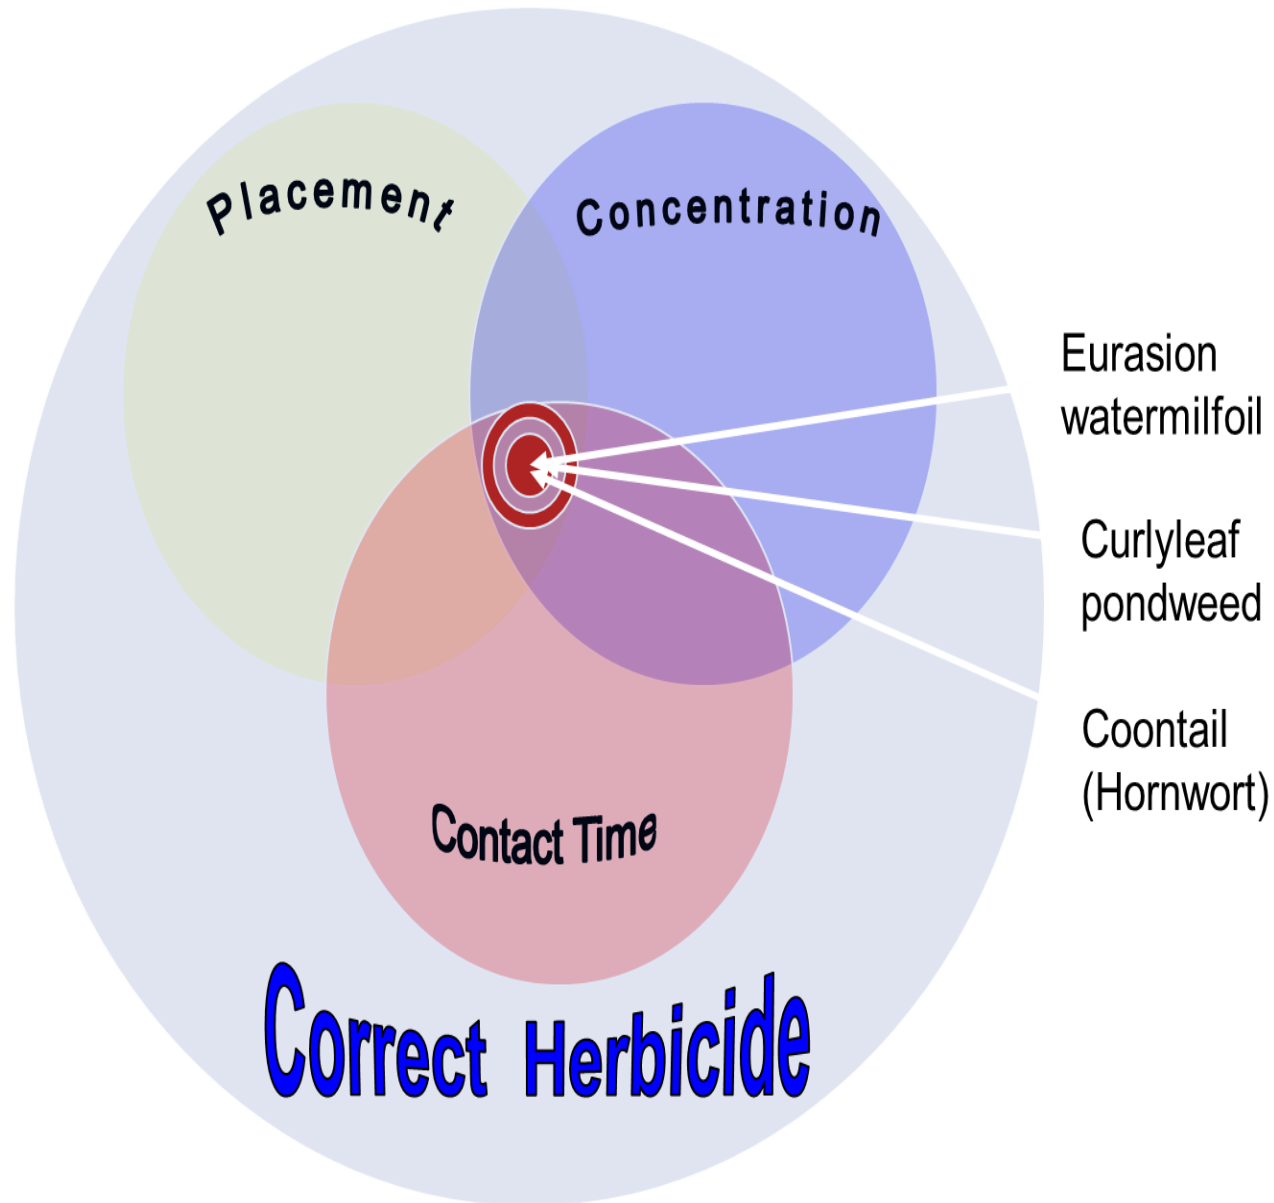 Placement
Concentration
Eurasion
watermilfoil
Curlyleaf
pondweed
Coontail
(Hornwort)
Contact Time
Correct Herbicide